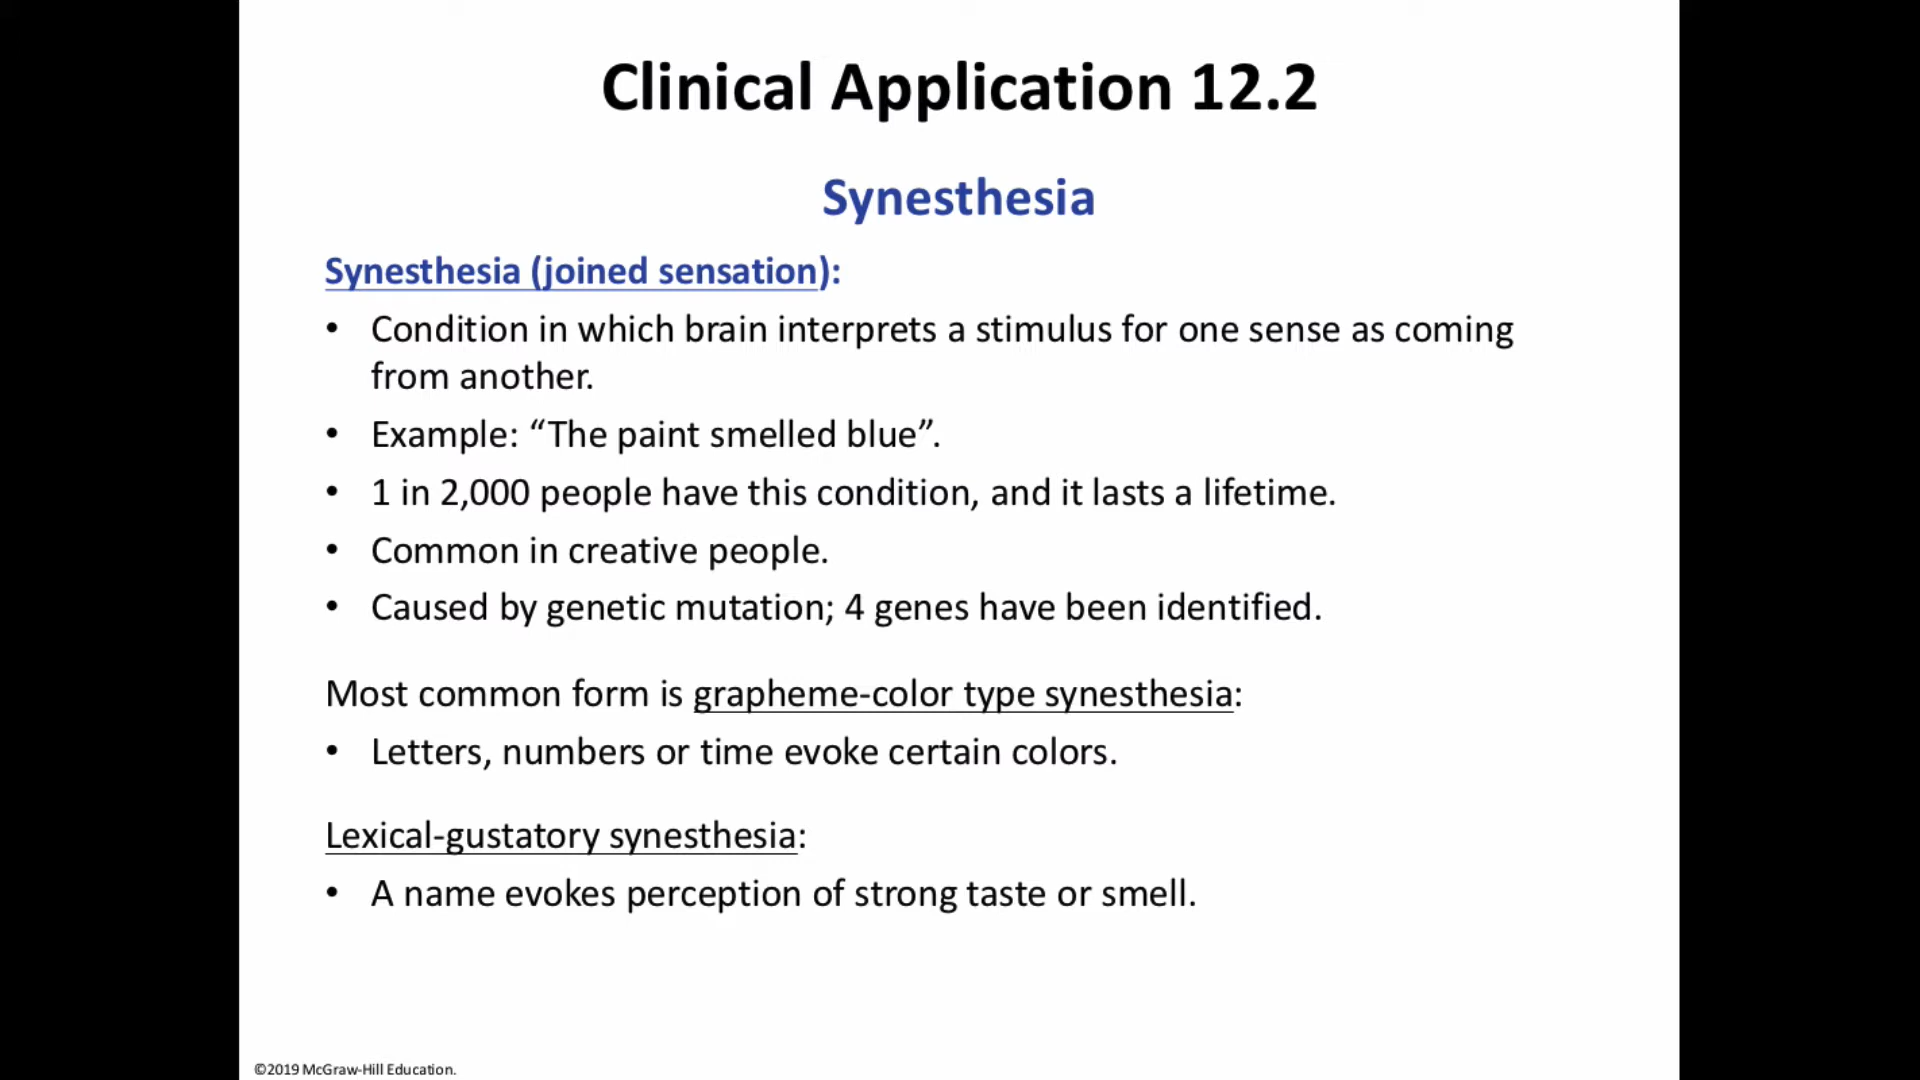 Clinical Application 12.2
Synesthesia
Synesthesia (joined sensation):
• Condition in which brain interprets a stimulus for one sense as coming
from another.
• Example: “The paint smelled blue”.
• 1 in 2,000 people have this condition, and it lasts a lifetime.
• Common in creative people.
• Caused by genetic mutation; 4 genes have been identified.
Most common form is grapheme-color type synesthesia:
• Letters, numbers or time evoke certain colors.
Lexical-gustatory synesthesia:
• A name evokes perception of strong taste or smell.
©2019 McGraw-Hill Education.